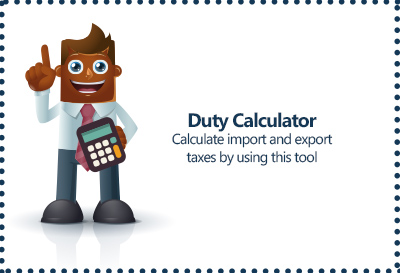 Duty Calculator
Calculate import and export
taxes by using this tool